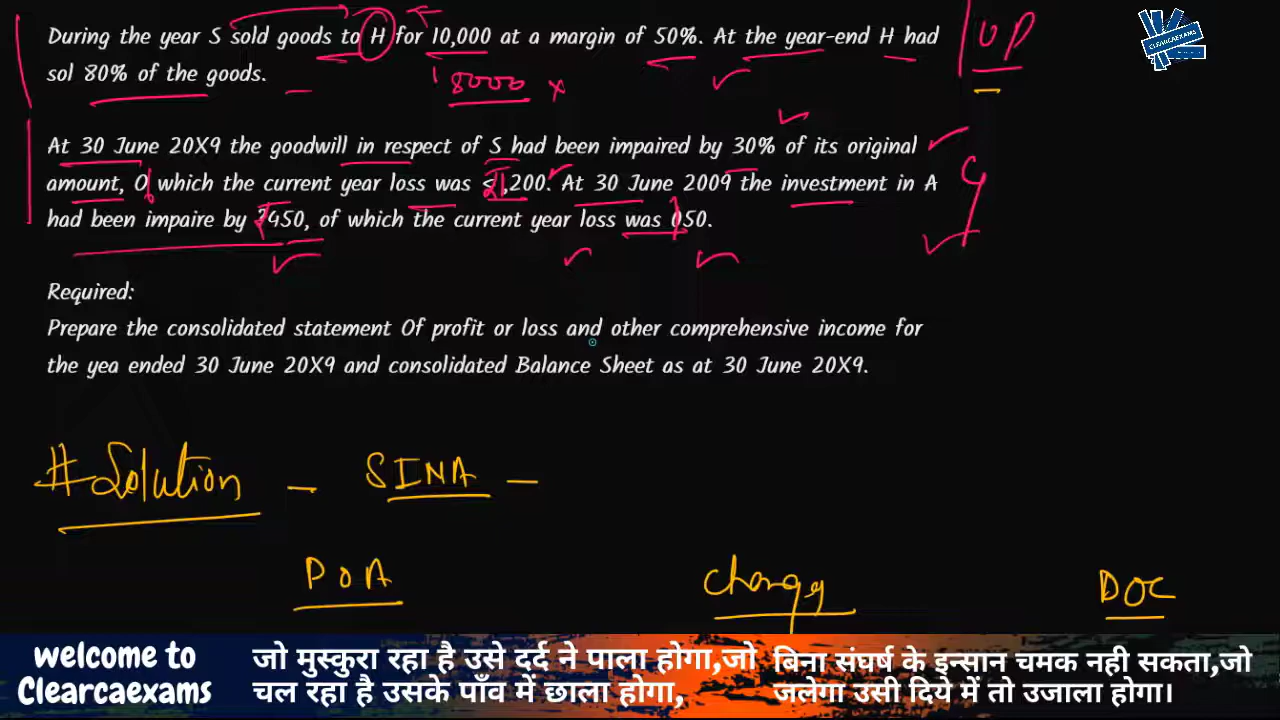 During the year S sold goods to H for 10,000 at a margin of 50%. At the year-end H had
sol 80% of the goods.
8000 x
UP
CLEARCAEXAMS
At 30 June 20X9 the goodwill in respect of S had been impaired by 30% of its original
amount, O which the current year loss was ₹1,200. At 30 June 2009 the investment in A
had been impaire by ₹450, of which the current year loss was 050.
Required:
Prepare the consolidated statement Of profit or loss and other comprehensive income for
the yea ended 30 June 20X9 and consolidated Balance Sheet as at 30 June 20X9.
# Solution - SINA -
DOA Change DOC
welcome to
Clearcaexams
जो मुस्कुरा रहा है उसे दर्द ने पाला होगा,जो
चल रहा है उसके पाँव में छाला होगा,
बिना संघर्ष के इन्सान चमक नही सकता,जो
जलेगा उसी दिये में तो उजाला होगा।